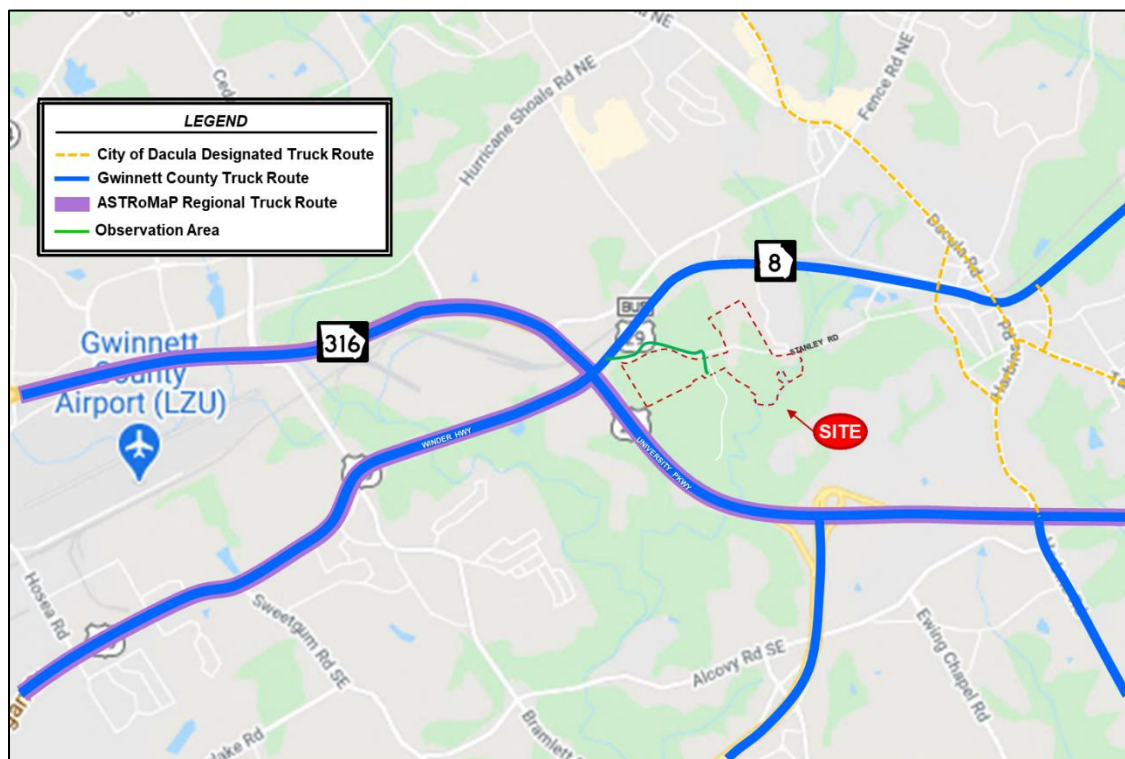 LEGEND
City of Dacula Designated Truck Route
Gwinnett County Truck Route
ASTRoMaP Regional Truck Route
Observation Area
NE
Hurricane Shoals Rd NE
Fence Rd NE
Dacula Rd
8
BUS
29
316
Gwinnett
County
Airport (LZU)
STANLEY RD
Harbins
Rd
SITE
WINDER HWY
UNIVERSITY PKWY
Hosea Rd
Sweetgum Rd SE
Alcovy Rd SE
Ewing Chapel Rd
Bramlett